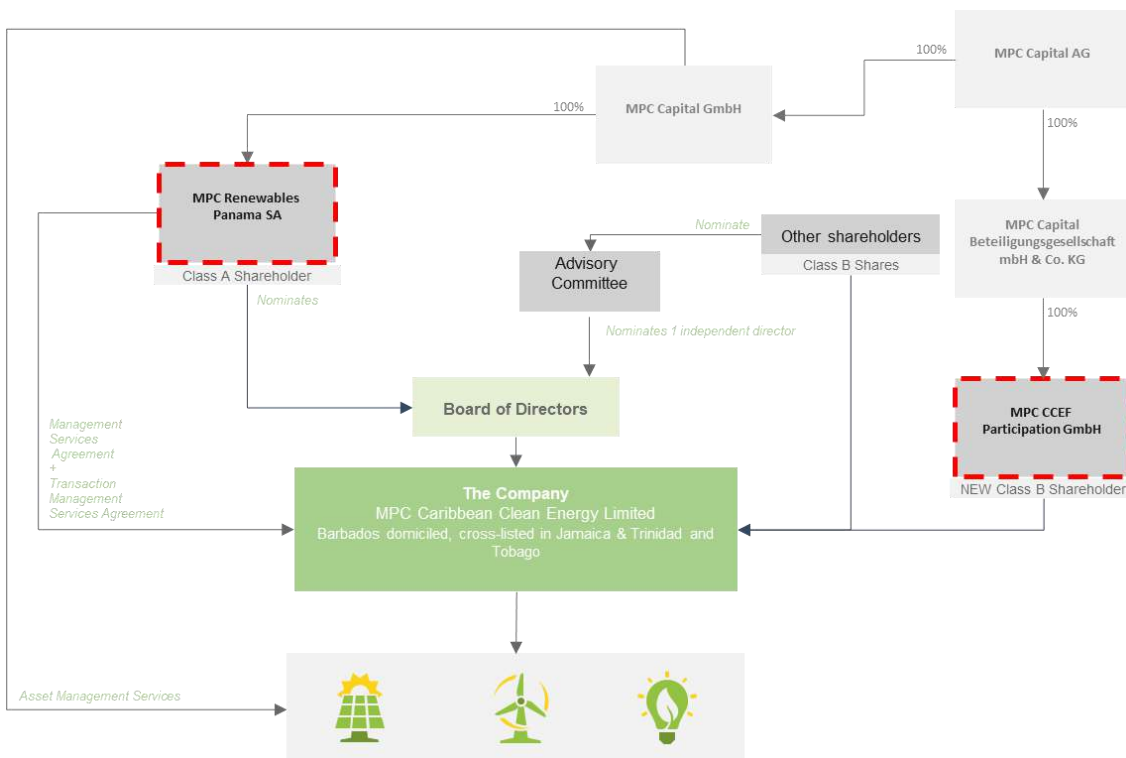 100%
MPC Capital AG
MPC Capital GmbH
100%
100%
MPC Renewables
Panama SA
Class A Shareholder
Nominates
Nominate
Other shareholders
Class B Shares
Advisory
Committee
Nominates 1 independent director
MPC Capital
Beteiligungsgesellschaft
mbH & Co. KG
100%
Board of Directors
MPC CCEF
Participation GmbH
NEW Class B Shareholder
Management
Services
Agreement
+
Transaction
Management
Services Agreement
The Company
MPC Caribbean Clean Energy Limited
Barbados domiciled, cross-listed in Jamaica & Trinidad and
Tobago
Asset Management Services